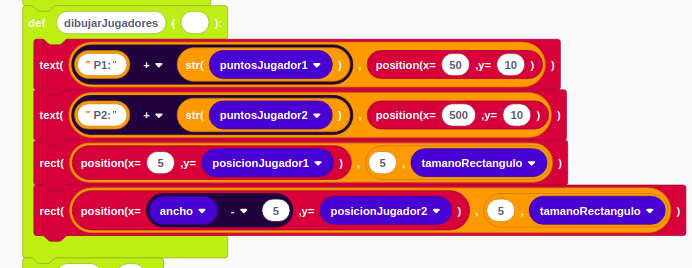 def dibujarJugadores ( ):
text( " P1: " + str( puntosJugador1 ) , position(x= 50 ,y= 10 ) )
text( " P2: " + str( puntosJugador2 ) , position(x= 500 ,y= 10 ) )
rect( position(x= 5 ,y= posicionJugador1 ) , 5 , tamanoRectangulo )
rect( position(x= ancho - 5 ,y= posicionJugador2 ) , 5 , tamanoRectangulo )